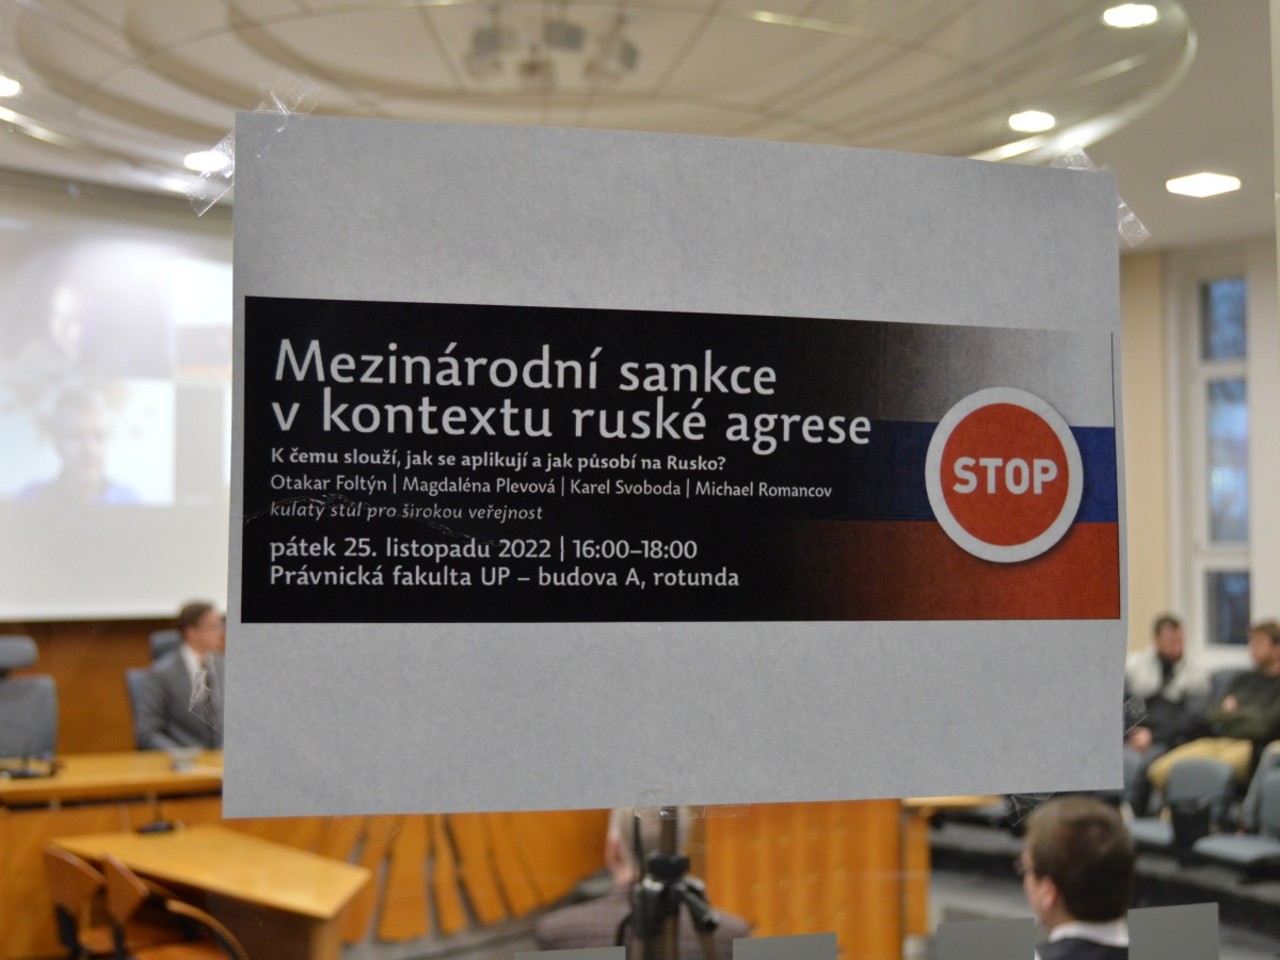 Mezinárodní sankce
v kontextu ruské agrese
K čemu slouží, jak se aplikují a jak působí na Rusko?
Otakar Foltýn | Magdaléna Plevová | Karel Svoboda | Michael Romancov
kulatý stůl pro širokou veřejnost
pátek 25. listopadu 2022 | 16:00–18:00
Právnická fakulta UP – budova A, rotunda
STOP